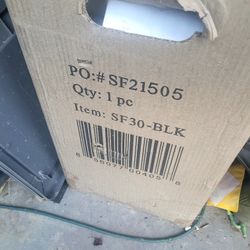 PO:# SF21505
Qty: 1 pc
Item: SF30-BLK